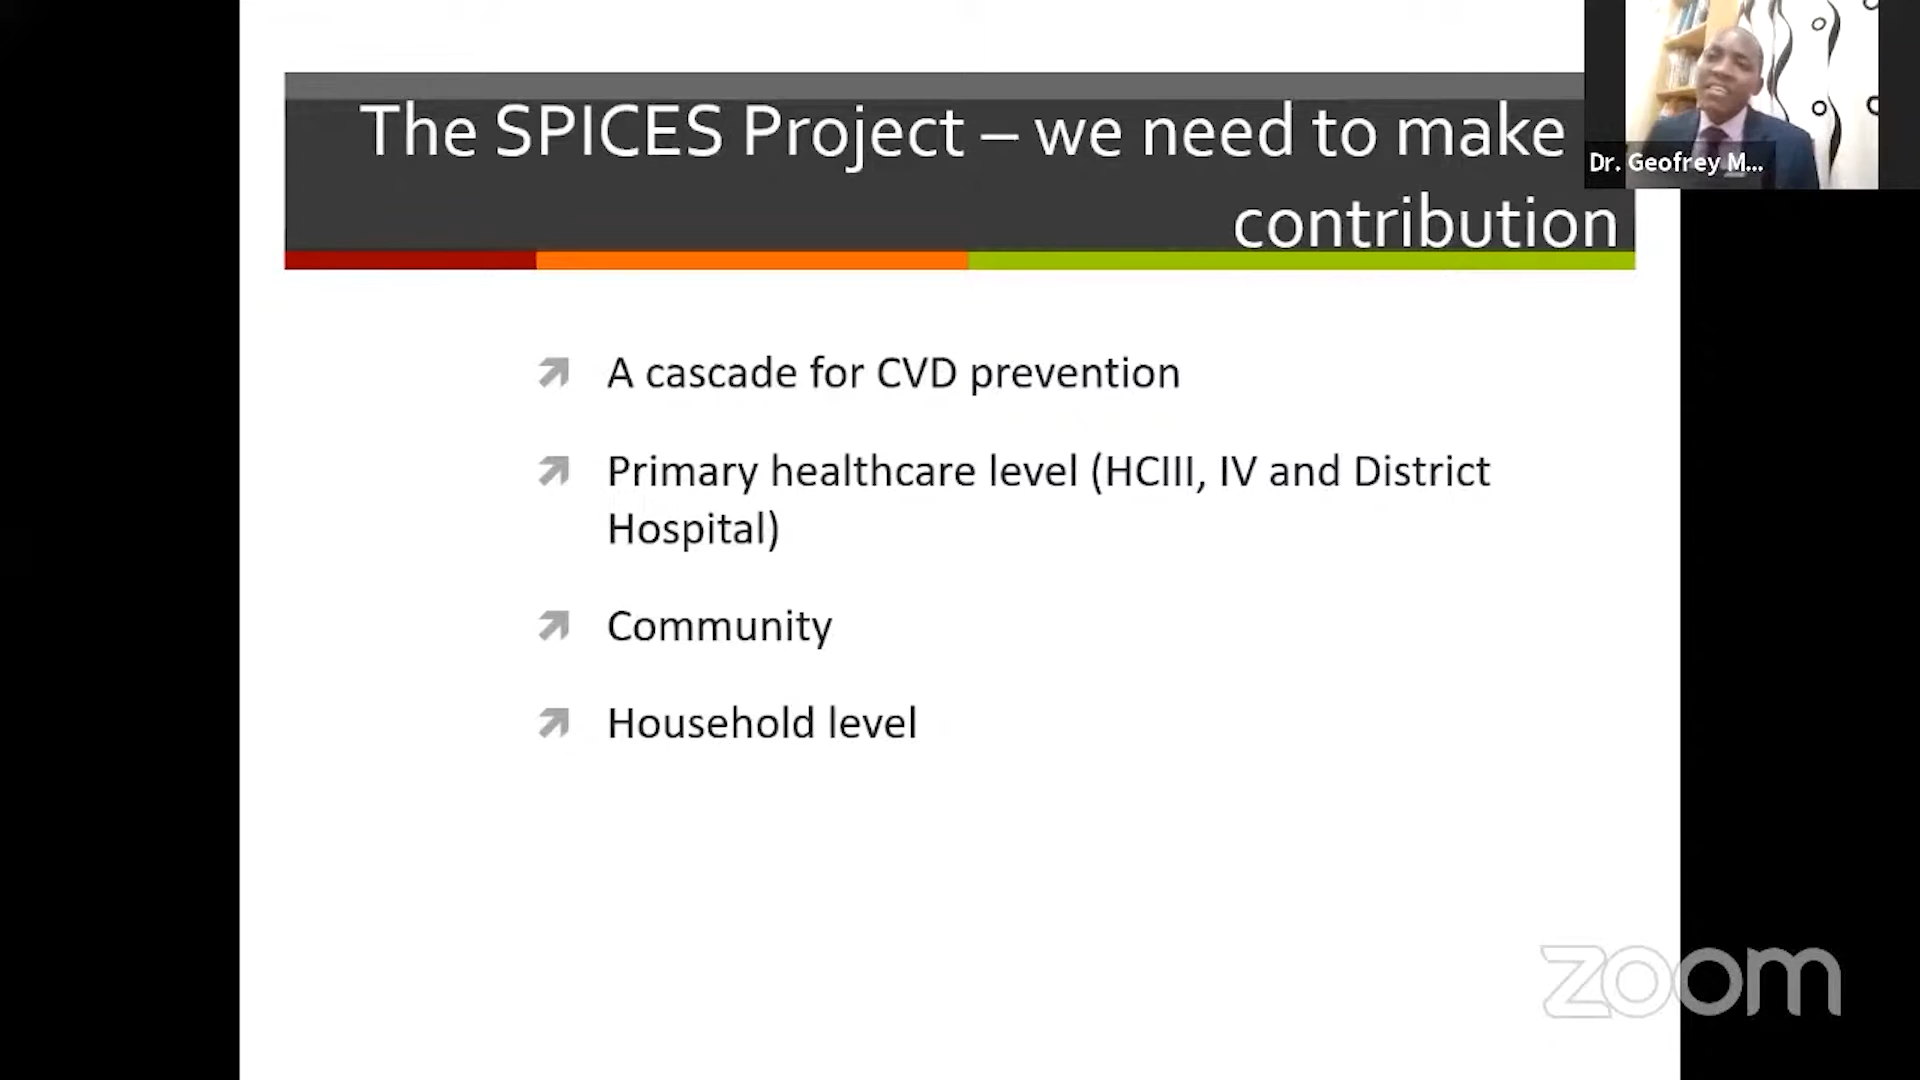 The SPICES Project – we need to make
contribution
Dr. Geofrey M...
A cascade for CVD prevention
Primary healthcare level (HCIII, IV and District
Hospital)
Community
Household level
zoom